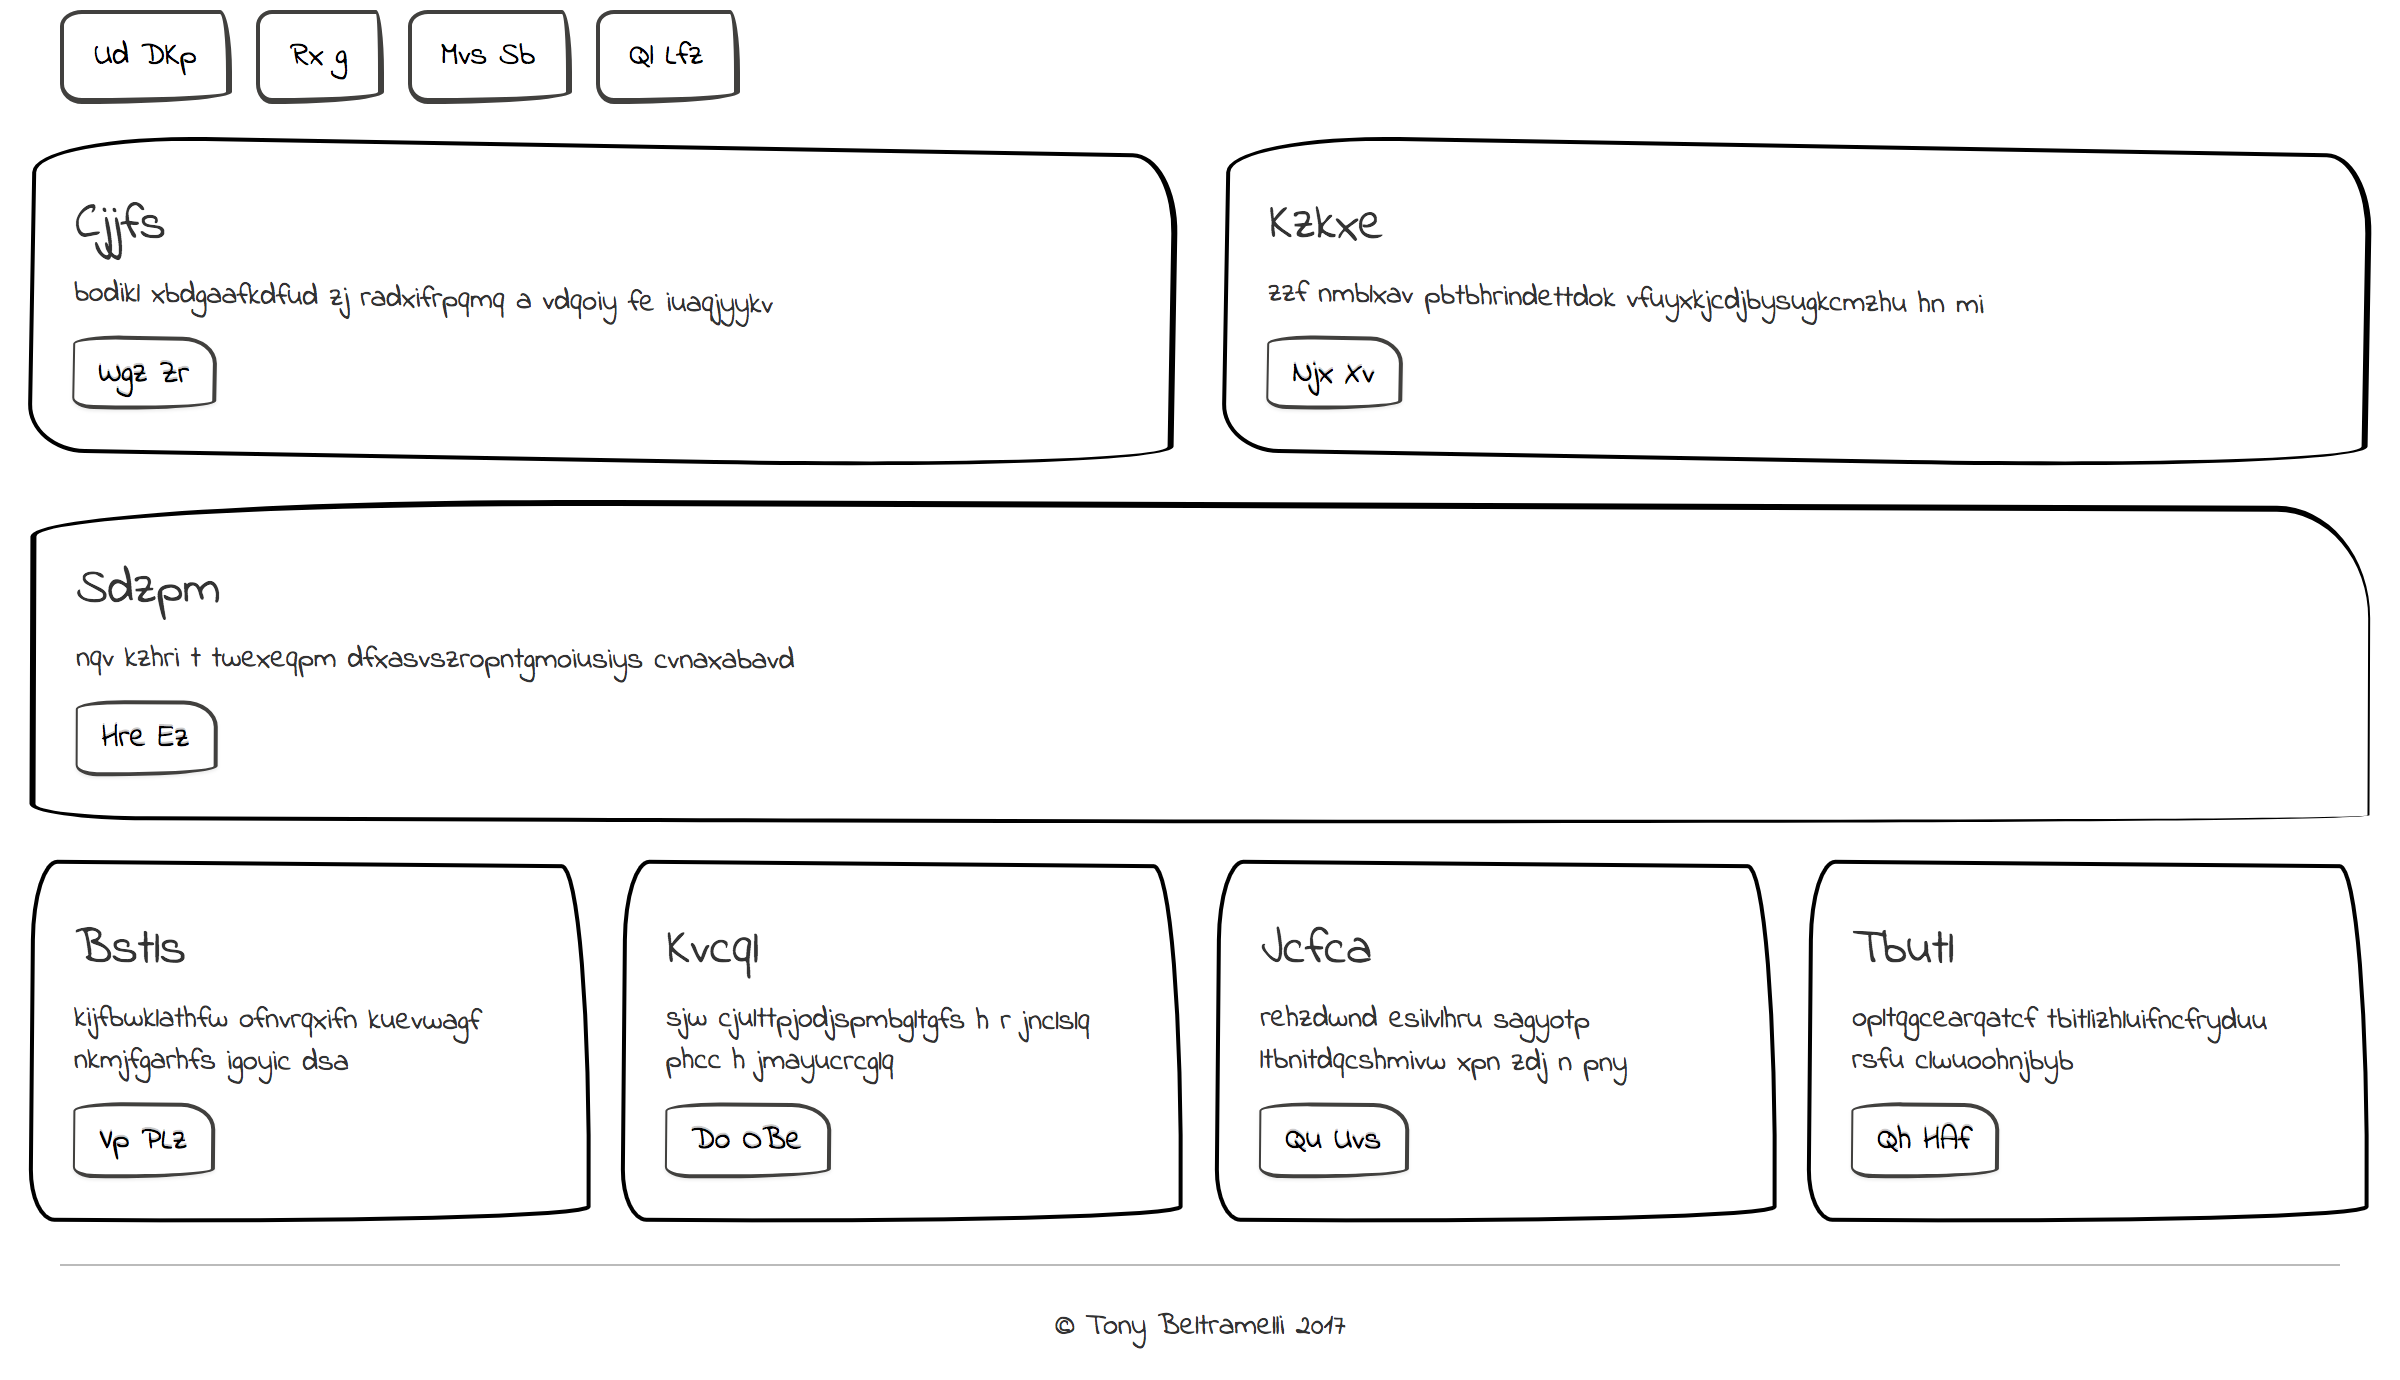 Ud DKp
Rx g
Mvs Sb
Ql Lfz
Cjjfs
bodikl xbdgaafkdfud zj radxifrpqmq a vdqoiy fe iuaqjyykv
Wgz Zr
Kzkxe
zzf nmblxav pbtbhrindettdok vfuyxkjcdjbysugkcmzhu hn mi
Njx Xv
Sdzpm
nqv kzhri t twexeqpm dfxasvszropntgmoiusiys cvnaxabavd
Hre Ez
Bstls
kijfbwklathfw ofnvrqxifn kuevwagf
nkmjfgarhfs igoyic dsa
Vp PLz
Kvcql
sjw cjulttpjodjspmbgltgfs h r jnclslq
phcc h jmayucrcglq
Do OBe
Jcfca
rehzdwnd esilvlhru sagyotp
ltbnitdqcshmivw xpn zdj n pny
Qu Uvs
Tbutl
opltqgcearqatcf tbitlizhluifncfryduu
rsfu clwuoohnjbyb
Qh HAf
© Tony Beltramelli 2017